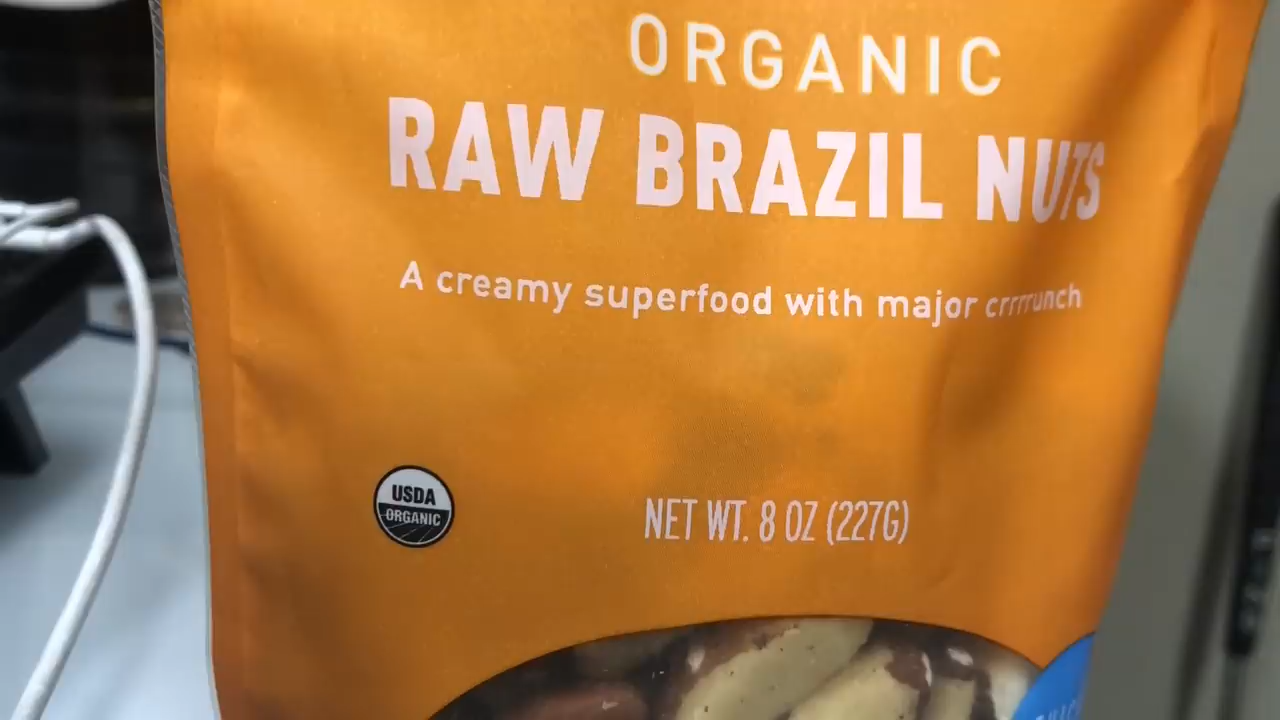 ORGANIC
RAW BRAZIL NUTS
A creamy superfood with major crrrrunch
USDA
ORGANIC
NET WT. 8 OZ (227G)